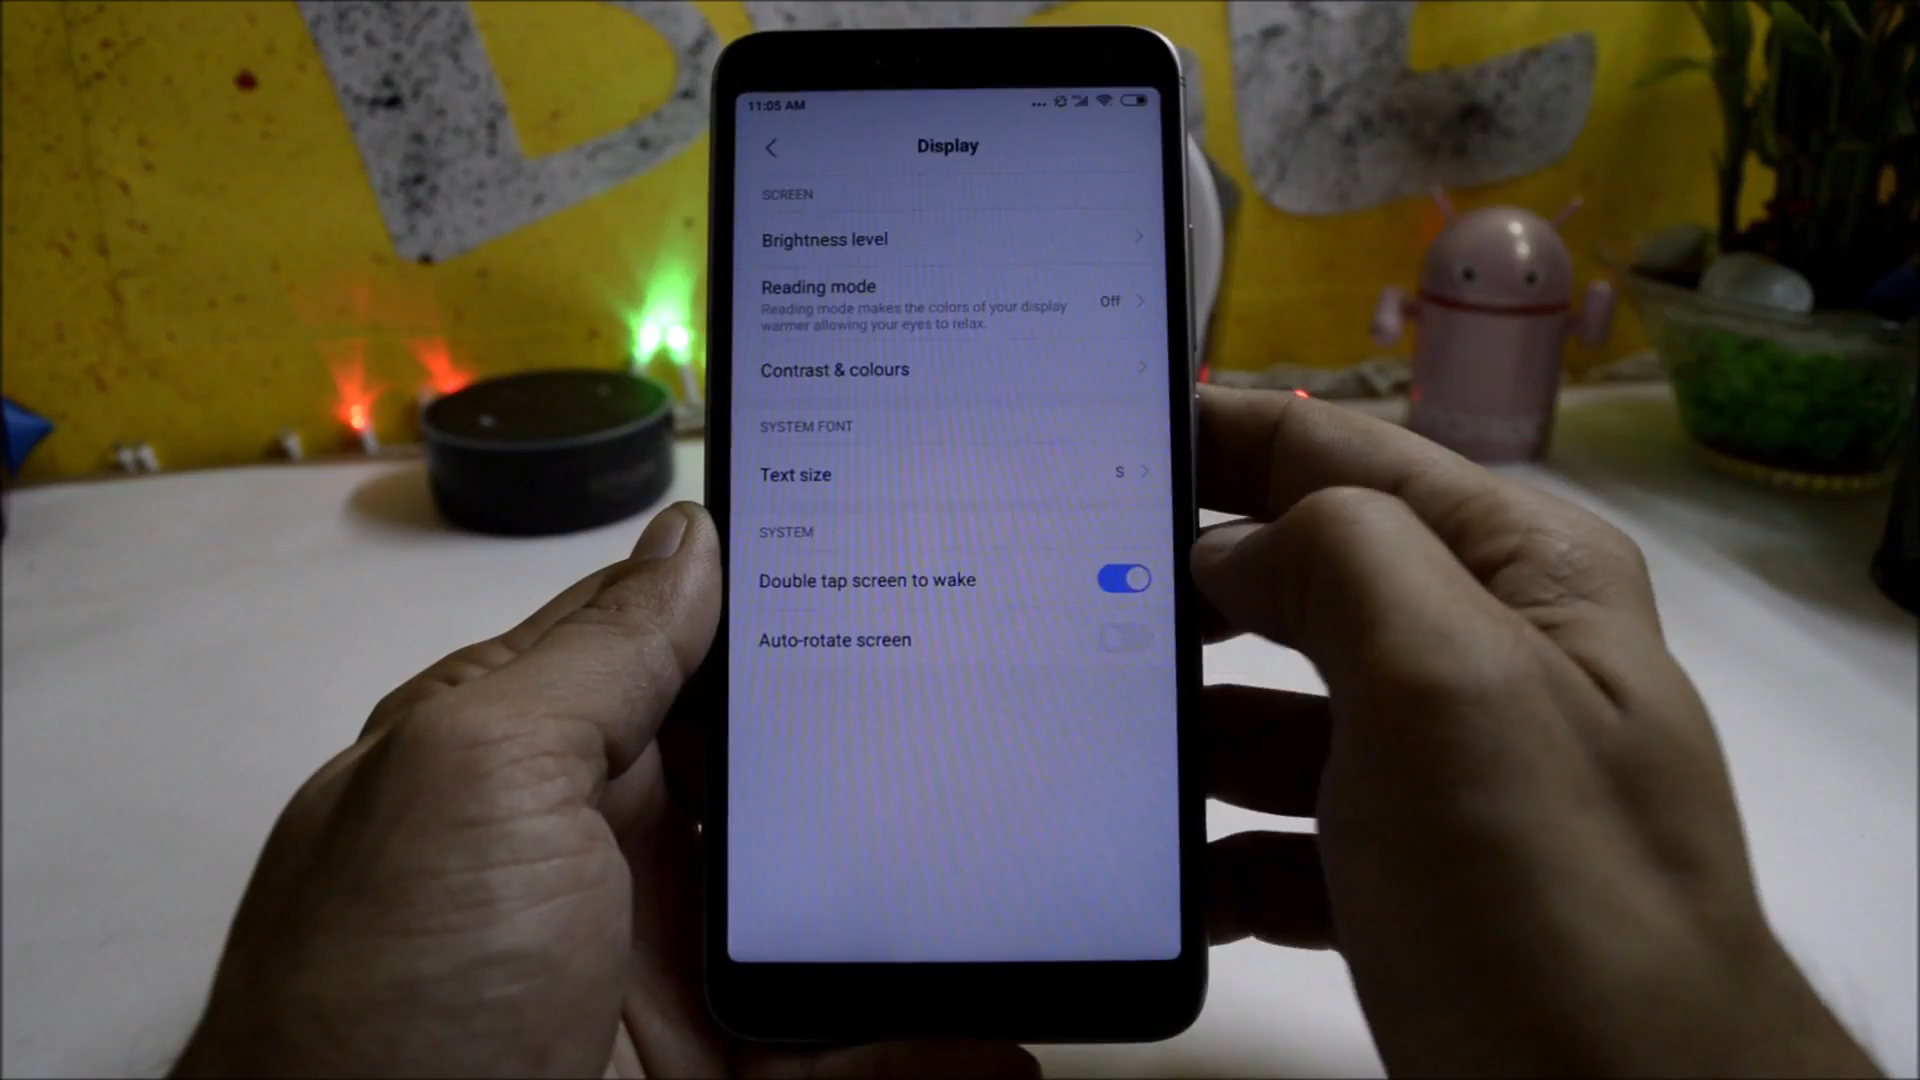 11:05 AM
Display
SCREEN
Brightness level
Reading mode
Reading mode makes the colors of your display
warmer allowing your eyes to relax.
Off
Contrast & colours
SYSTEM FONT
Text size
S
SYSTEM
Double tap screen to wake
Auto-rotate screen